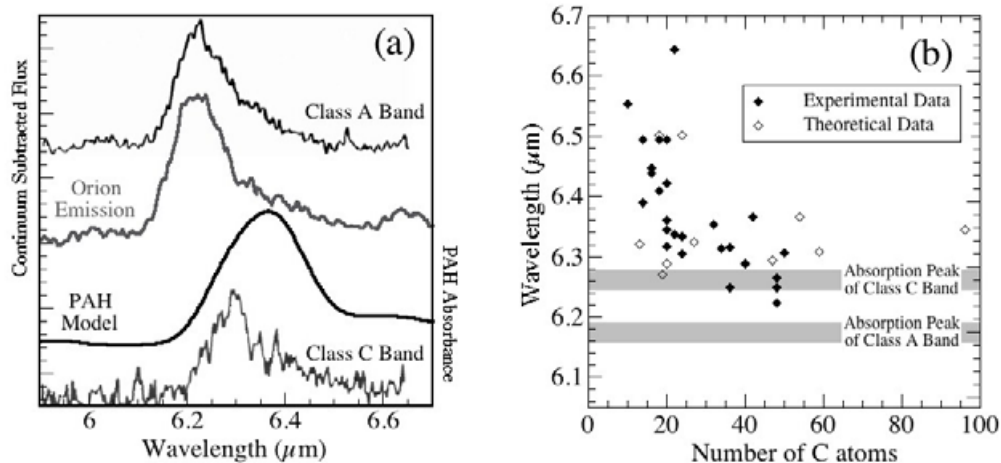 (a)
Continuum Subtracted Flux
Class A Band
Orion
Emission
PAH
Model
Class C Band
PAH Absorbance
6
6.2
6.4
6.6
Wavelength (μm)
(b)
6.7
6.6
6.5
6.4
6.3
6.2
6.1
Wavelength (μm)
Experimental Data
Theoretical Data
Absorption Peak
of Class C Band
Absorption Peak
of Class A Band
0
20
40
60
80
100
Number of C atoms